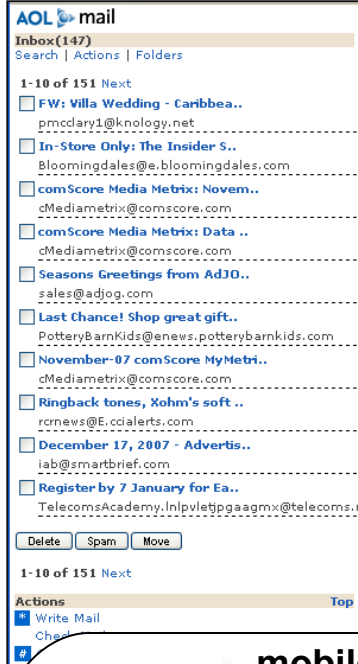 AOL mail
Inbox(147)
Search | Actions | Folders
1-10 of 151 Next
FW: Villa Wedding - Caribbea..
pmcclary1@knology.net
In-Store Only: The Insider S..
Bloomingdales@e.bloomingdales.com
comScore Media Metrix: Novem..
cMediametrix@comscore.com
comScore Media Metrix: Data ..
cMediametrix@comscore.com
Seasons Greetings from AdJO..
sales@adjog.com
Last Chance! Shop great gift..
PotteryBarnKids@enews.potterybarnkids.com
November-07 comScore MyMetri..
cMediametrix@comscore.com
Ringback tones, Xohm's soft ..
rcrnews@E.ccialerts.com
December 17, 2007 - Advertis..
iab@smartbrief.com
Register by 7 January for Ea..
Delete Spam Move
1-10 of 151 Next
Actions Top
* Write Mail
#
mobil